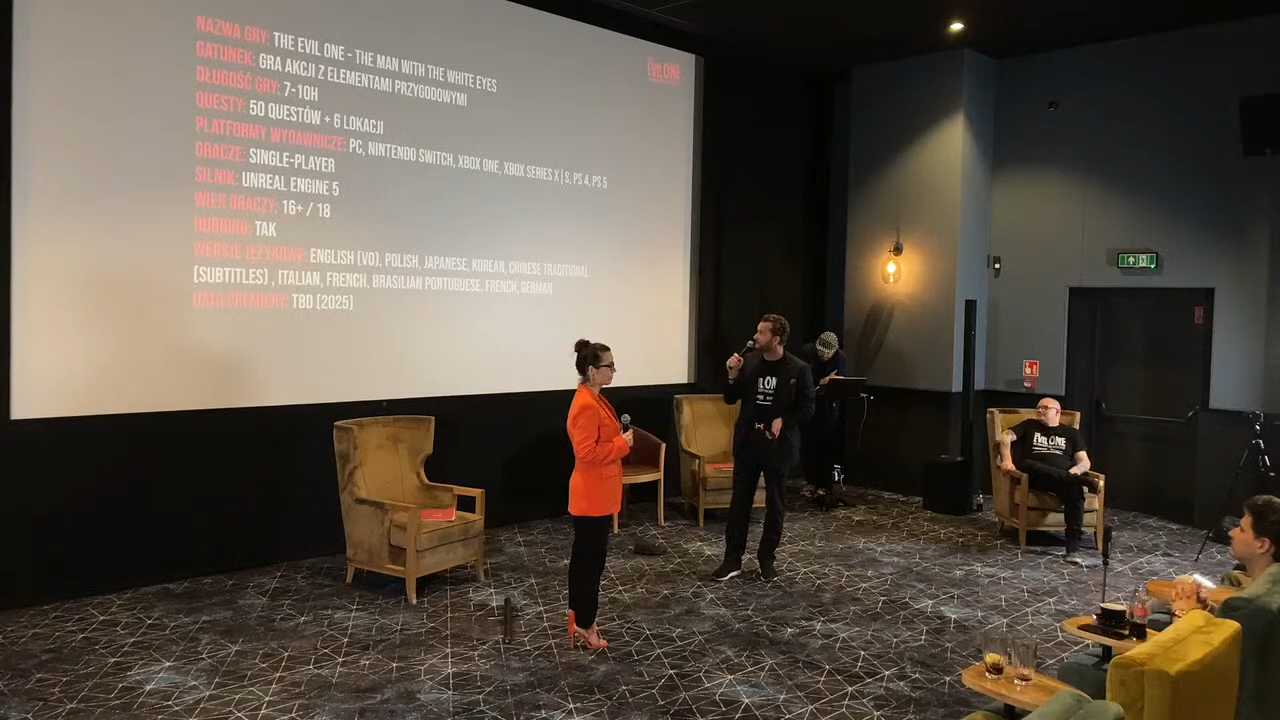 NAZWA GRY: THE EVIL ONE - THE MAN WITH THE WHITE EYES
GATUNEK: GRA AKCJI Z ELEMENTAMI PRZYGODOWYMI
DŁUGOŚĆ GRY: 7-10H
QUESTY: 50 QUESTÓW + 6 LOKACJI
PLATFORMY WYDAWNICZE: PC, NINTENDO SWITCH, XBOX ONE, XBOX SERIES X|S, PS 4, PS 5
GRACZE: SINGLE-PLAYER
SILNIK: UNREAL ENGINE 5
WIEK GRACZY: 16+ / 18
DUBBING: TAK
WERSJE JĘZYKOWE: ENGLISH (VO), POLISH, JAPANESE, KOREAN, CHINESE TRADITIONAL
(SUBTITLES) , ITALIAN, FRENCH, BRASILIAN PORTUGUESE, FRENCH, GERMAN
DATA PREMIERY: TBD (2025)
EVIL ONE
EVIL ONE